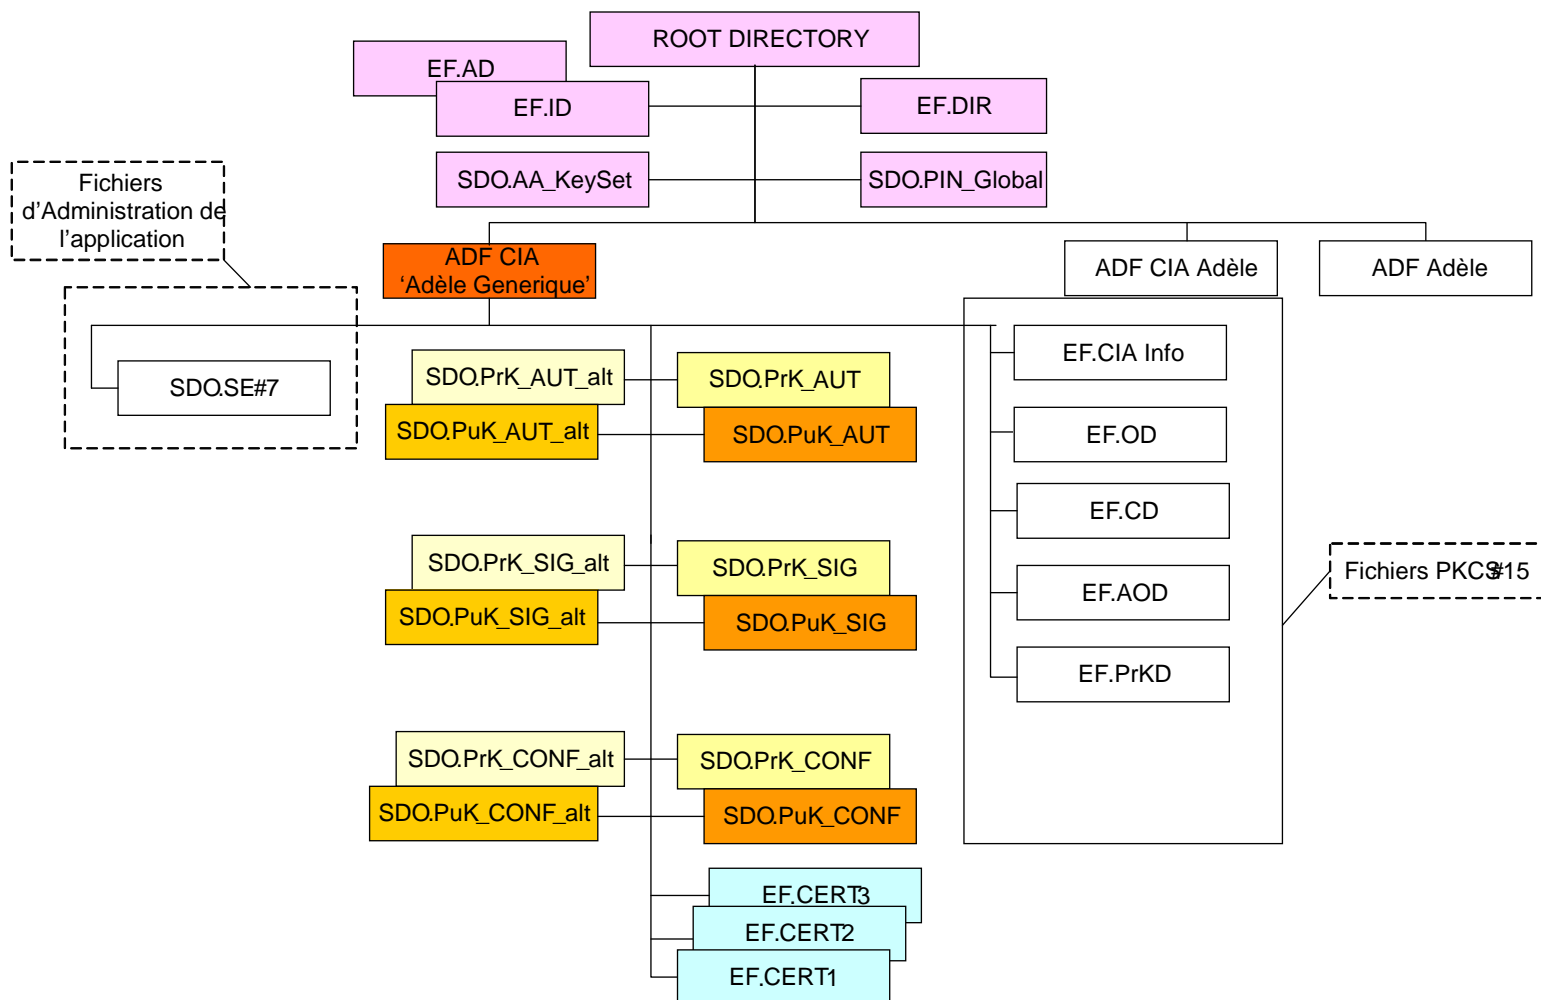 ROOT DIRECTORY
EF.AD
EF.ID
EF.DIR
SDO.AA_KeySet
SDO.PIN_Global
Fichiers
d'Administration de
l'application
ADF CIA
'Adèle Generique'
ADF CIA Adèle
ADF Adèle
SDO.SE#7
SDO.PrK_AUT_alt
SDO.PrK_AUT
SDO.PuK_AUT_alt
SDO.PuK_AUT
SDO.PrK_SIG_alt
SDO.PrK_SIG
SDO.PuK_SIG_alt
SDO.PuK_SIG
SDO.PrK_CONF_alt
SDO.PrK_CONF
SDO.PuK_CONF_alt
SDO.PuK_CONF
EF.CERT3
EF.CERT2
EF.CERT1
EF.CIA Info
EF.OD
EF.CD
EF.AOD
EF.PrKD
Fichiers PKCS#15